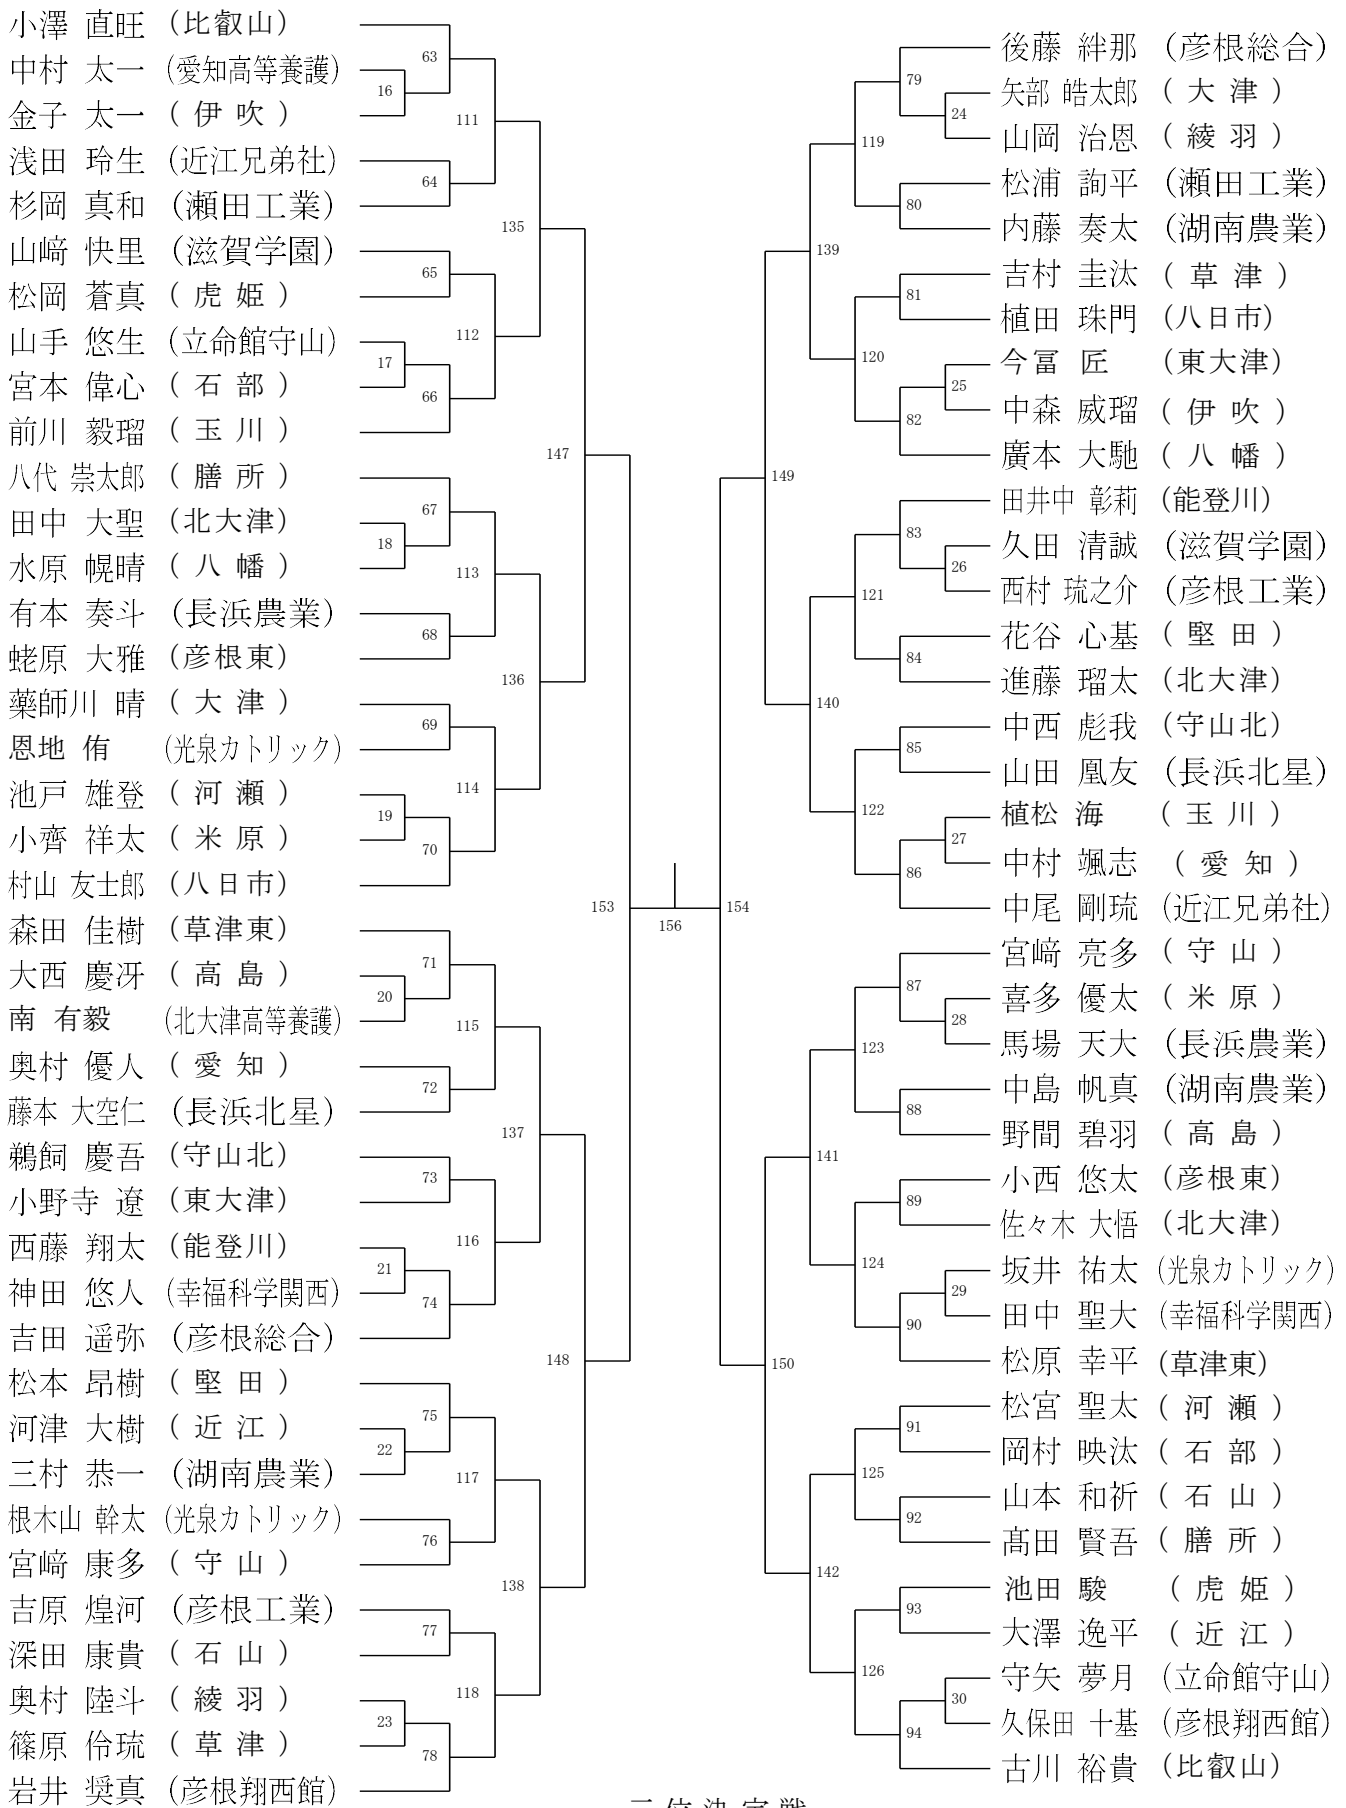 小澤 直旺 (比叡山)
63
中村 太一 (愛知高等養護)
16
金子 太一 ( 伊 吹 )
111
浅田 玲生 (近江兄弟社)
64
杉岡 真和 (瀬田工業)
135
山﨑 快里 (滋賀学園)
65
松岡 蒼真 ( 虎 姫 )
112
山手 悠生 (立命館守山)
17
宮本 偉心 ( 石 部 )
66
前川 毅瑠 ( 玉 川 )
147
八代 崇太郎 ( 膳 所 )
67
田中 大聖 (北大津)
18
水原 幌晴 ( 八 幡 )
113
有本 奏斗 (長浜農業)
68
蛯原 大雅 (彦根東)
136
薬師川 晴 ( 大 津 )
69
恩地 侑 (光泉カトリック)
114
池戸 雄登 ( 河 瀬 )
19
小齊 祥太 ( 米 原 )
70
村山 友士郎 (八日市)
153
森田 佳樹 (草津東)
71
大西 慶冴 ( 高 島 )
20
南 有毅 (北大津高等養護)
115
奥村 優人 ( 愛 知 )
72
藤本 大空仁 (長浜北星)
137
鵜飼 慶吾 (守山北)
73
小野寺 遼 (東大津)
116
西藤 翔太 (能登川)
21
神田 悠人 (幸福科学関西)
74
吉田 遥弥 (彦根総合)
148
松本 昂樹 ( 堅 田 )
75
河津 大樹 ( 近 江 )
22
三村 恭一 (湖南農業)
117
根木山 幹太 (光泉カトリック)
76
宮﨑 康多 ( 守 山 )
138
吉原 煌河 (彦根工業)
77
深田 康貴 ( 石 山 )
118
奥村 陸斗 ( 綾 羽 )
23
篠原 伶琉 ( 草 津 )
78
岩井 奨真 (彦根翔西館)
156
後藤 絆那 (彦根総合)
79
矢部 皓太郎 ( 大 津 )
24
山岡 治恩 ( 綾 羽 )
119
松浦 詢平 (瀬田工業)
80
内藤 奏太 (湖南農業)
139
吉村 圭汰 ( 草 津 )
81
植田 珠門 (八日市)
120
今冨 匠 (東大津)
25
中森 威瑠 ( 伊 吹 )
82
廣本 大馳 ( 八 幡 )
149
田井中 彰莉 (能登川)
83
久田 清誠 (滋賀学園)
26
西村 琉之介 (彦根工業)
121
花谷 心基 ( 堅 田 )
84
進藤 瑠太 (北大津)
140
中西 彪我 (守山北)
85
山田 凰友 (長浜北星)
122
植松 海 ( 玉 川 )
27
中村 颯志 ( 愛 知 )
86
中尾 剛琉 (近江兄弟社)
154
宮﨑 亮多 ( 守 山 )
87
喜多 優太 ( 米 原 )
28
馬場 天大 (長浜農業)
123
中島 帆真 (湖南農業)
88
野間 碧羽 ( 高 島 )
141
小西 悠太 (彦根東)
89
佐々木 大悟 (北大津)
124
坂井 祐太 (光泉カトリック)
29
田中 聖大 (幸福科学関西)
90
松原 幸平 (草津東)
150
松宮 聖太 ( 河 瀬 )
91
岡村 映汰 ( 石 部 )
125
山本 和祈 ( 石 山 )
92
髙田 賢吾 ( 膳 所 )
142
池田 駿 ( 虎 姫 )
93
大澤 逸平 ( 近 江 )
126
守矢 夢月 (立命館守山)
30
久保田 十基 (彦根翔西館)
94
古川 裕貴 (比叡山)